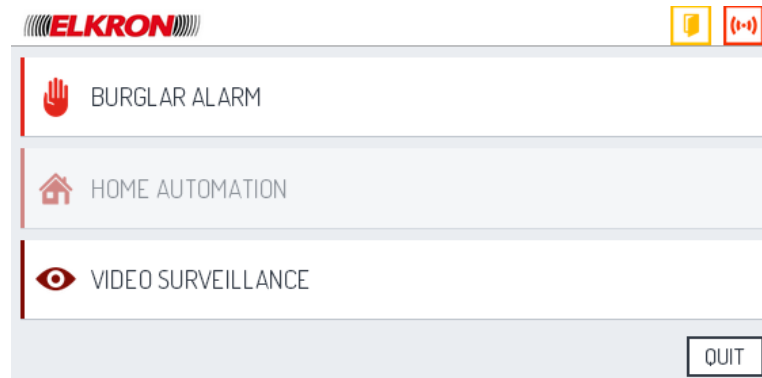 ELKRON
BURGLAR ALARM
HOME AUTOMATION
VIDEO SURVEILLANCE
QUIT